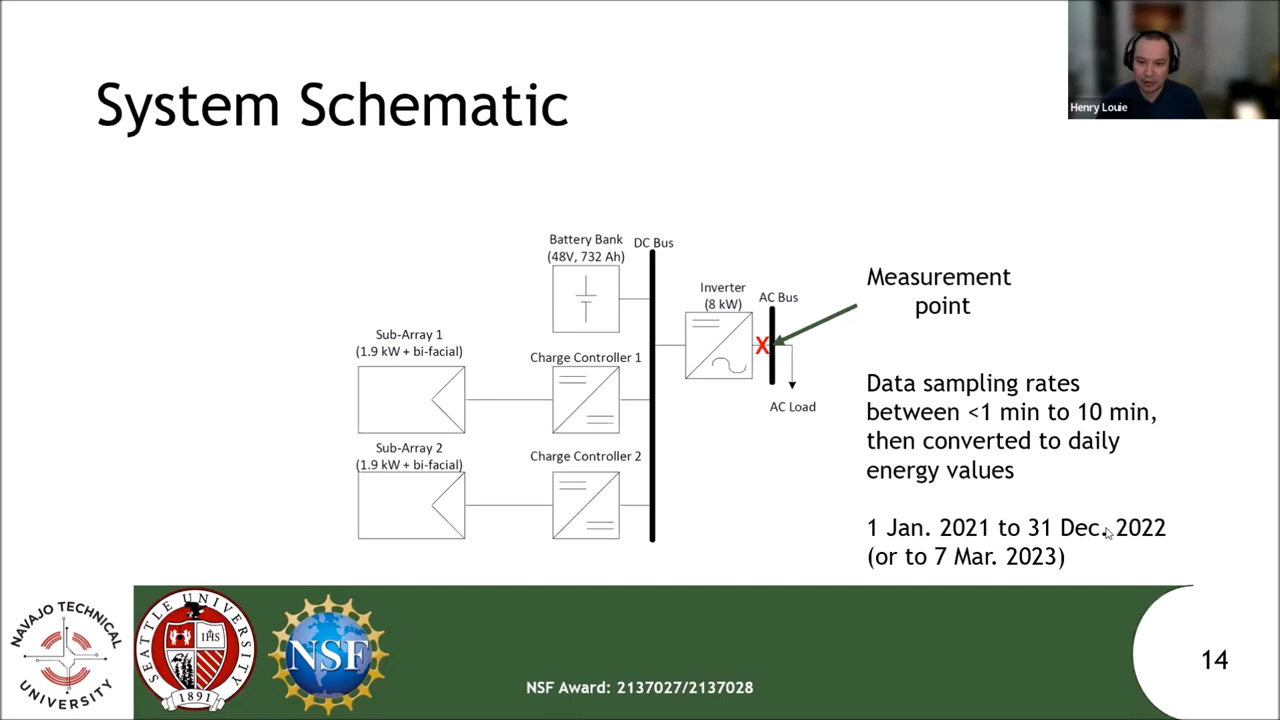 System Schematic
Henry Louie
Battery Bank
(48V, 732 Ah)
DC Bus
Inverter
(8 kW)
AC Bus
Measurement
point
Sub-Array 1
(1.9 kW + bi-facial)
Charge Controller 1
X
AC Load
Sub-Array 2
(1.9 kW + bi-facial)
Charge Controller 2
Data sampling rates
between <1 min to 10 min,
then converted to daily
energy values
1 Jan. 2021 to 31 Dec. 2022
(or to 7 Mar. 2023)
NAVAJO TECHNICAL
UNIVERSITY
SEATTLE UNIVERSITY
IHS
1891
NSF
NSF Award: 2137027/2137028
14